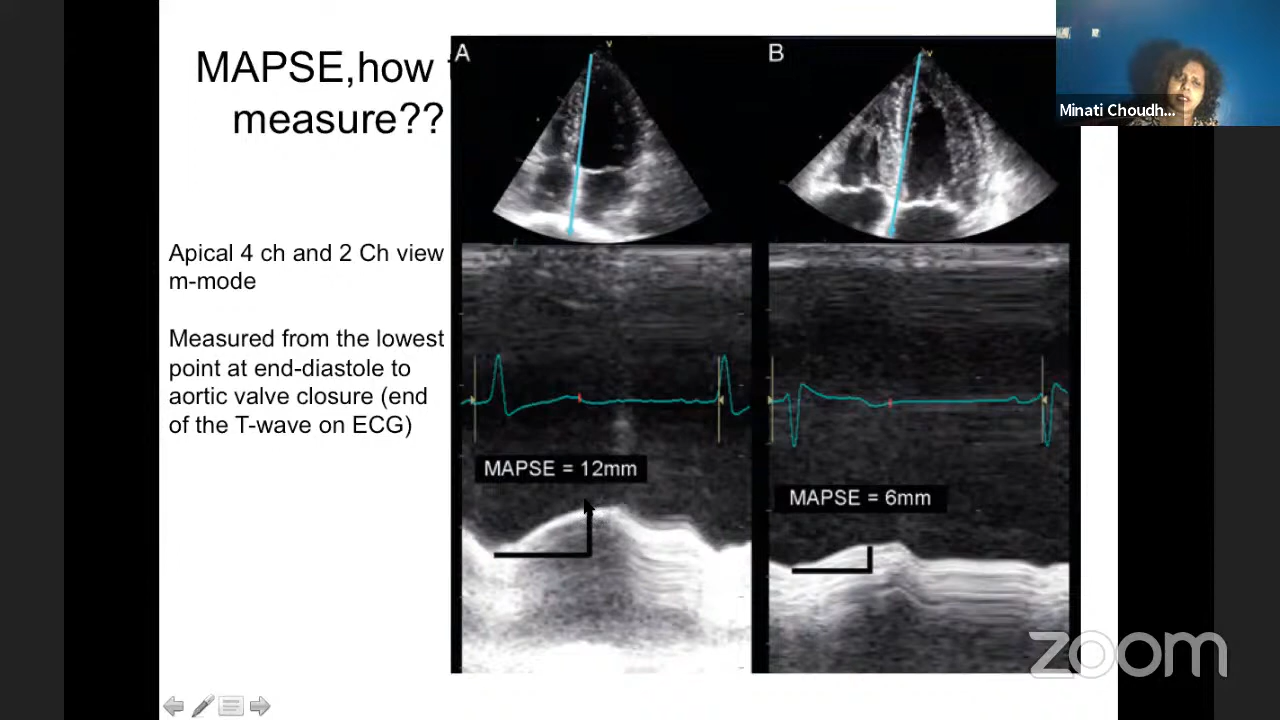 MAPSE,how
measure??
Apical 4 ch and 2 Ch view
m-mode
Measured from the lowest
point at end-diastole to
aortic valve closure (end
of the T-wave on ECG)
A
V
B
V
MAPSE = 12mm
MAPSE = 6mm
Minati Choudh...
zoom